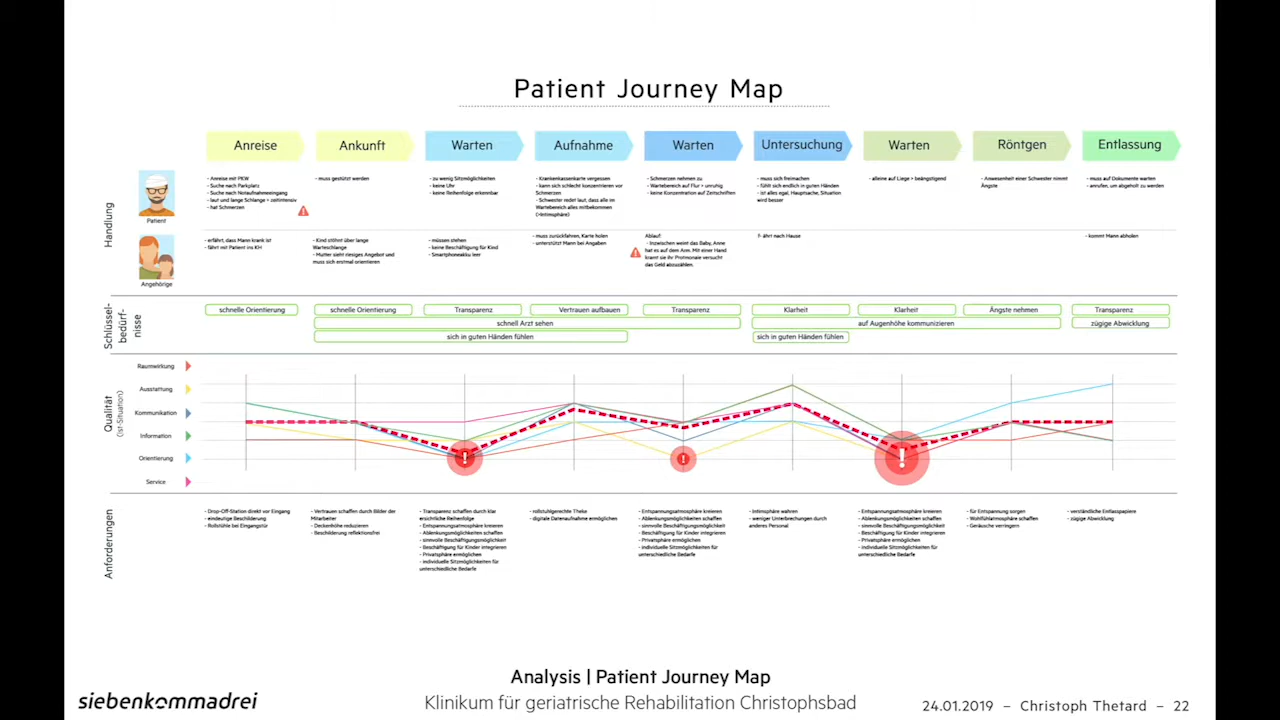 Patient Journey Map
Anreise
Ankunft
Warten
Aufnahme
Warten
Untersuchung
Warten
Röntgen
Entlassung
Handlung
Patient
- Anreise mit PKW
- Suche nach Parkplatz
- Suche nach Notaufnahmeeingang
- laut und lange Schlange = zeitintensiv
- hat Schmerzen
- muss gestützt werden
- zu wenig Sitzmöglichkeiten
- keine Uhr
- keine Reihenfolge erkennbar
- Krankenkassenkarte vergessen
- kann sich schlecht konzentrieren vor
Schmerzen
- Schwester redet laut, dass alle im
Wartebereich alles mitbekommen
(=Intimsphäre)
- Schmerzen nehmen zu
- Wartebereich auf Flur = unruhig
- keine Konzentration auf Zeitschriften
- muss sich freimachen
- fühlt sich endlich in guten Händen
- ist alles egal, Hauptsache, Situation
wird besser
- alleine auf Liege = beängstigend
- Anwesenheit einer Schwester nimmt
Ängste
- muss auf Dokumente warten
- anrufen, um abgeholt zu werden
Angehörige
- erfährt, dass Mann krank ist
- fährt mit Patient ins KH
- Kind stöhnt über lange
Warteschlange
- Mutter sieht riesiges Angebot und
muss sich erstmal orientieren
- müssen stehen
- keine Beschäftigung für Kind
- Smartphoneakku leer
- muss zurückfahren, Karte holen
- unterstützt Mann bei Angaben
Ablauf:
- Inzwischen weint das Baby, Anne
hat es auf dem Arm. Mit einer Hand
kramt sie ihr Protmonaie versucht
das Geld abzuzählen.
f- ährt nach Hause
- kommt Mann abholen
Schlüssel-
bedürf-
nisse
schnelle Orientierung
schnelle Orientierung
Transparenz
Vertrauen aufbauen
Transparenz
Klarheit
Klarheit
Ängste nehmen
Transparenz
schnell Arzt sehen
auf Augenhöhe kommunizieren
zügige Abwicklung
sich in guten Händen fühlen
sich in guten Händen fühlen
Qualität
(Ist-Situation)
Raumwirkung
Ausstattung
Kommunikation
Information
Orientierung
Service
!
!
!
Anforderungen
- Drop-Off-Station direkt vor Eingang
- eindeutige Beschilderung
- Rollstühle bei Eingangstür
- Vertrauen schaffen durch Bilder der
Mitarbeiter
- Deckenhöhe reduzieren
- Beschilderung reflektionsfrei
- Transparenz schaffen durch klar
ersichtliche Reihenfolge
- Entspannungsatmosphäre kreieren
- Ablenkungsmöglichkeiten schaffen
- sinnvolle Beschäftigungsmöglichkeit
- Beschäftigung für Kinder integrieren
- Privatsphäre ermöglichen
- individuelle Sitzmöglichkeiten für
unterschiedliche Bedarfe
- rollstuhlgerechte Theke
- digitale Datenaufnahme ermöglichen
- Entspannungsatmosphäre kreieren
- Ablenkungsmöglichkeiten schaffen
- sinnvolle Beschäftigungsmöglichkeit
- Beschäftigung für Kinder integrieren
- Privatsphäre ermöglichen
- individuelle Sitzmöglichkeiten für
unterschiedliche Bedarfe
- Intimsphäre wahren
- weniger Unterbrechungen durch
anderes Personal
- Entspannungsatmosphäre kreieren
- Ablenkungsmöglichkeiten schaffen
- sinnvolle Beschäftigungsmöglichkeit
- Beschäftigung für Kinder integrieren
- Privatsphäre ermöglichen
- individuelle Sitzmöglichkeiten für
unterschiedliche Bedarfe
- für Entspannung sorgen
- Wohlfühlatmosphäre schaffen
- Geräusche verringern
- verständliche Entlasspapiere
- zügige Abwicklung
Analysis | Patient Journey Map
siebenkommadrei
Klinikum für geriatrische Rehabilitation Christophsbad
24.01.2019 – Christoph Thetard – 22